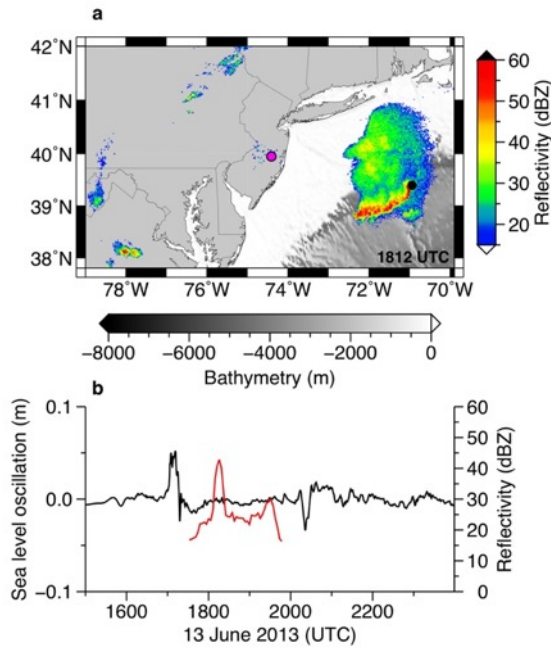 a
42°N
41°N
40°N
39°N
38°N
78°W 76°W 74°W 72°W 70°W
1812 UTC
60
50
40
30
20
Reflectivity (dBZ)
−8000 −6000 −4000 −2000 0
Bathymetry (m)
b
0.1
0.0
−0.1
Sea level oscillation (m)
60
50
40
30
20
10
0
Reflectivity (dBZ)
1600 1800 2000 2200
13 June 2013 (UTC)